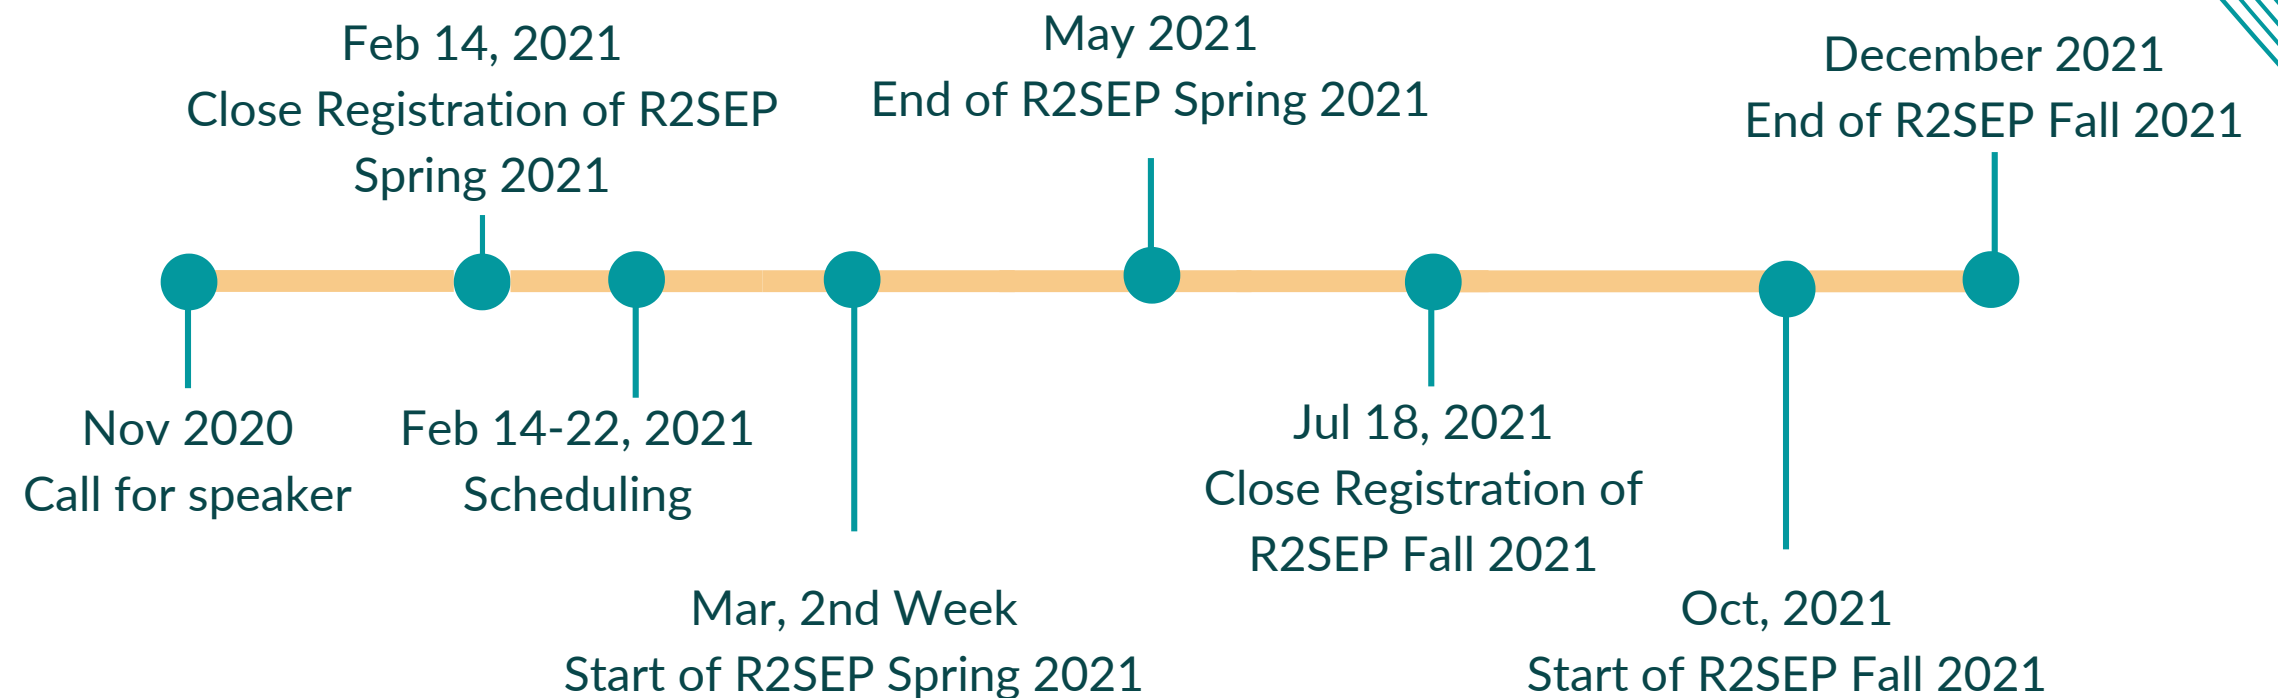 Feb 14, 2021
Close Registration of R2SEP
Spring 2021
May 2021
End of R2SEP Spring 2021
December 2021
End of R2SEP Fall 2021
Nov 2020
Call for speaker
Feb 14-22, 2021
Scheduling
Mar, 2nd Week
Start of R2SEP Spring 2021
Jul 18, 2021
Close Registration of
R2SEP Fall 2021
Oct, 2021
Start of R2SEP Fall 2021